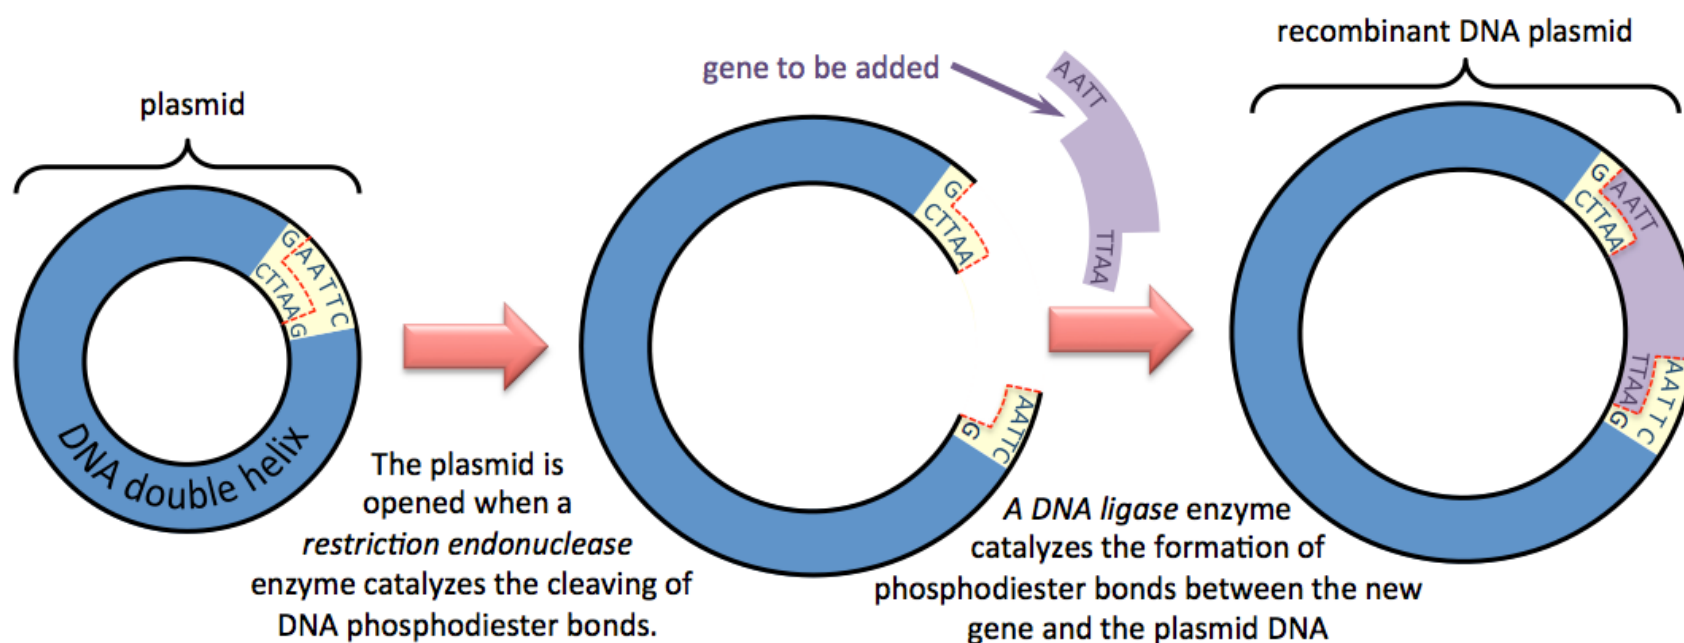 plasmid
GAATTC
CTTAAG
DNA double helix
The plasmid is
opened when a
restriction endonuclease
enzyme catalyzes the cleaving of
DNA phosphodiester bonds.
gene to be added
AATT
TTAA
G
CTTAA
AATTC
G
A DNA ligase enzyme
catalyzes the formation of
phosphodiester bonds between the new
gene and the plasmid DNA
recombinant DNA plasmid
G
AATT
CTTAA
TTAA
G
AATTC